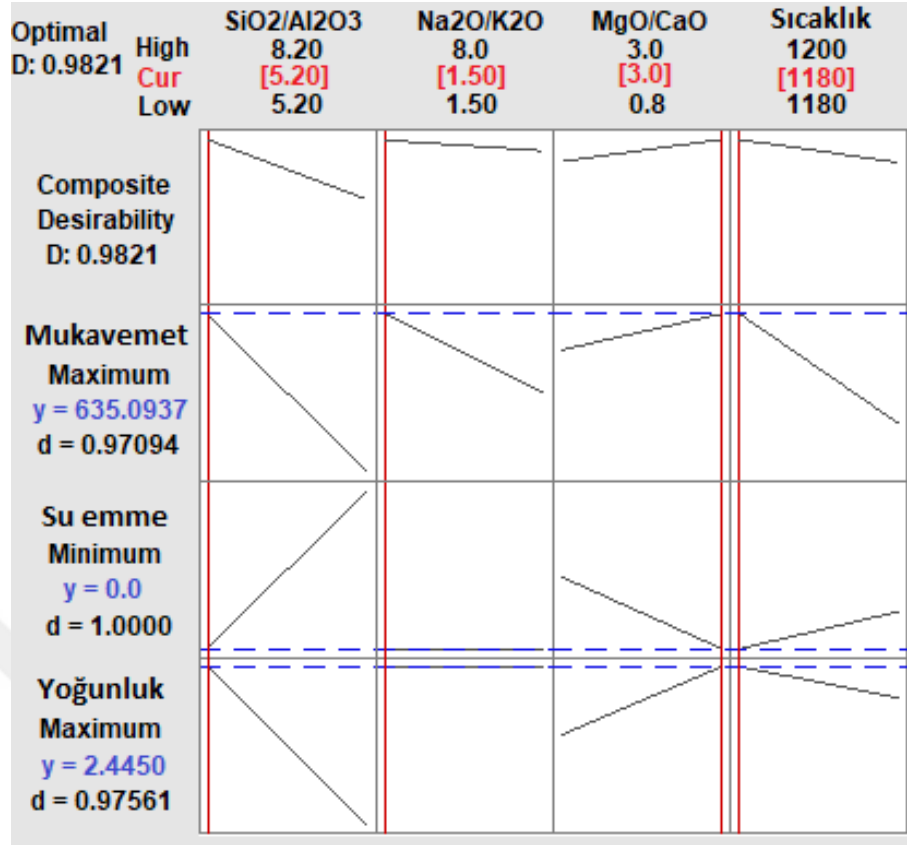 Optimal
D: 0.9821
High
Cur
Low
SiO2/Al2O3
8.20
[5.20]
5.20
Na2O/K2O
8.0
[1.50]
1.50
MgO/CaO
3.0
[3.0]
0.8
Sıcaklık
1200
[1180]
1180
Composite
Desirability
D: 0.9821
Mukavemet
Maximum
y = 635.0937
d = 0.97094
Su emme
Minimum
y = 0.0
d = 1.0000
Yoğunluk
Maximum
y = 2.4450
d = 0.97561